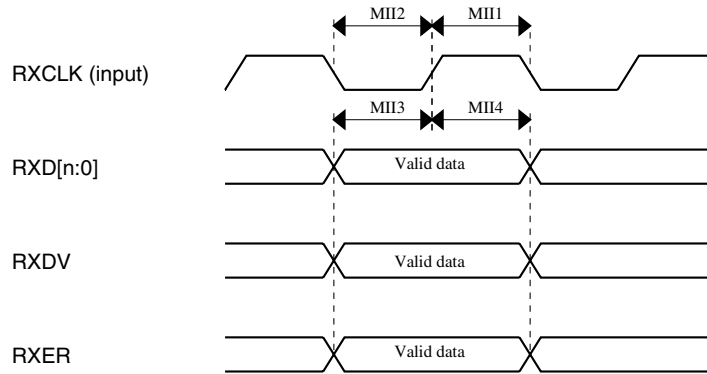 MII2 MII1
RXCLK (input)
MII3 MII4
RXD[n:0] Valid data
RXDV Valid data
RXER Valid data